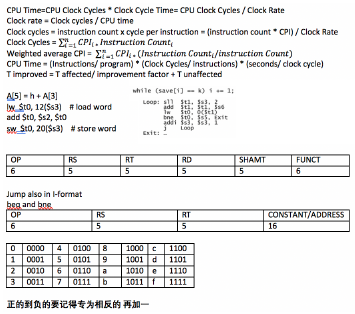 CPU Time=CPU Clock Cycles * Clock Cycle Time= CPU Clock Cycles / Clock Rate
Clock rate = Clock cycles / CPU time
Clock cycles = instruction count x cycle per instruction = (instruction count * CPI) / Clock Rate
Clock Cycles = ∑ⁿᵢ₌₁ CPIᵢ * Instruction Countᵢ
Weighted average CPI = ∑ⁿᵢ₌₁ CPIᵢ * (Instruction Countᵢ/instruction Count)
CPU Time = (Instructions/ program) * (Clock Cycles/ instructions) * (seconds/ clock cycle)
T improved = T affected/ improvement factor + T unaffected
A[5] = h + A[3]
lw $t0, 12($s3) # load word
add $t0, $s2, $t0
sw $t0, 20($s3) # store word
while (save[i] == k) i += 1;
Loop: sll $t1, $s3, 2
add $t1, $t1, $s6
lw $t0, 0($t1)
bne $t0, $s5, Exit
addi $s3, $s3, 1
j Loop
Exit: …
OP RS RT RD SHAMT FUNCT
6 5 5 5 5 6
Jump also in I-format
beq and bne
OP RS RT CONSTANT/ADDRESS
6 5 5 16
0 0000 4 0100 8 1000 c 1100
1 0001 5 0101 9 1001 d 1101
2 0010 6 0110 a 1010 e 1110
3 0011 7 0111 b 1011 f 1111
正的到负的要记得专为相反的 再加一